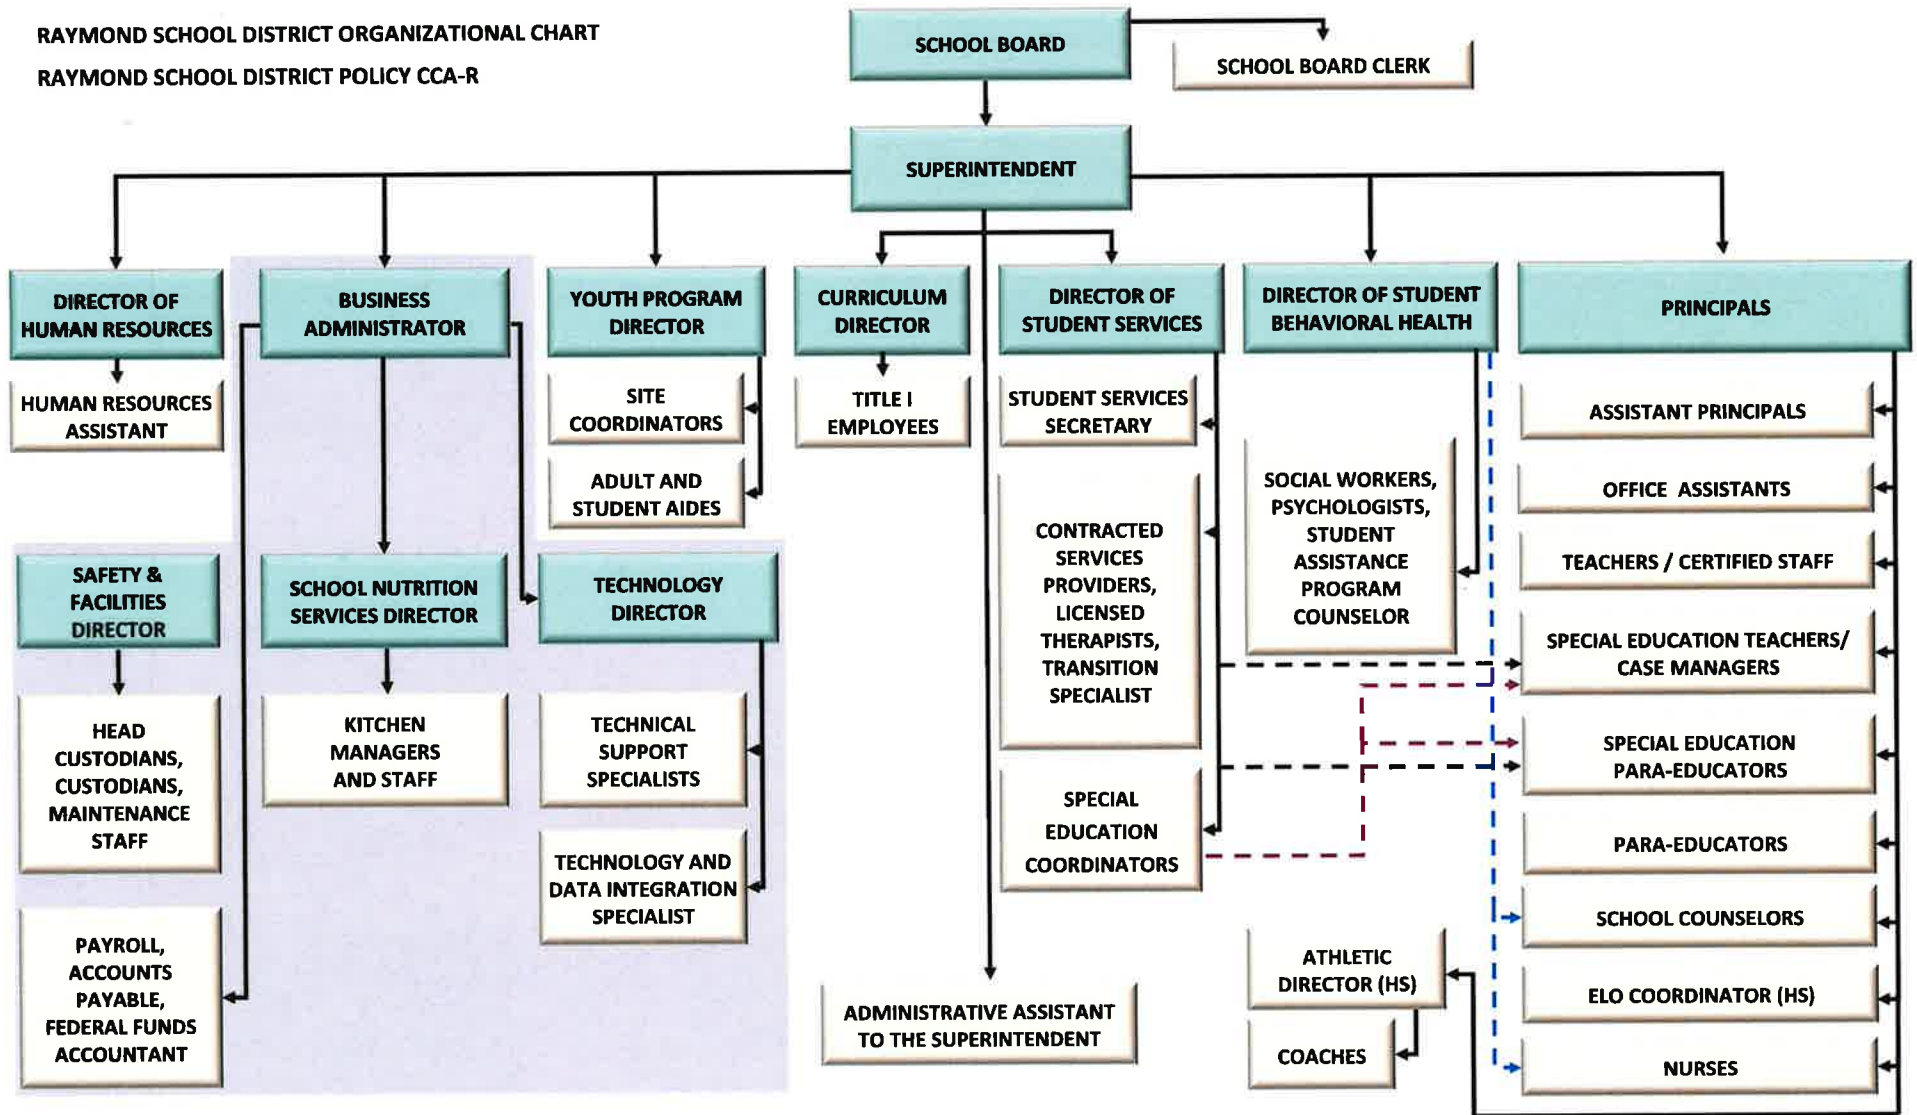 RAYMOND SCHOOL DISTRICT ORGANIZATIONAL CHART
RAYMOND SCHOOL DISTRICT POLICY CCA-R
SCHOOL BOARD
SCHOOL BOARD CLERK
SUPERINTENDENT
DIRECTOR OF
HUMAN RESOURCES
BUSINESS
ADMINISTRATOR
YOUTH PROGRAM
DIRECTOR
CURRICULUM
DIRECTOR
DIRECTOR OF
STUDENT SERVICES
DIRECTOR OF STUDENT
BEHAVIORAL HEALTH
PRINCIPALS
HUMAN RESOURCES
ASSISTANT
SITE
COORDINATORS
ADULT AND
STUDENT AIDES
TITLE I
EMPLOYEES
STUDENT SERVICES
SECRETARY
CONTRACTED
SERVICES
PROVIDERS,
LICENSED
THERAPISTS,
TRANSITION
SPECIALIST
SPECIAL
EDUCATION
COORDINATORS
SOCIAL WORKERS,
PSYCHOLOGISTS,
STUDENT
ASSISTANCE
PROGRAM
COUNSELOR
ASSISTANT PRINCIPALS
OFFICE ASSISTANTS
TEACHERS / CERTIFIED STAFF
SPECIAL EDUCATION TEACHERS/
CASE MANAGERS
SPECIAL EDUCATION
PARA-EDUCATORS
PARA-EDUCATORS
SCHOOL COUNSELORS
ELO COORDINATOR (HS)
NURSES
SAFETY &
FACILITIES
DIRECTOR
SCHOOL NUTRITION
SERVICES DIRECTOR
TECHNOLOGY
DIRECTOR
HEAD
CUSTODIANS,
CUSTODIANS,
MAINTENANCE
STAFF
KITCHEN
MANAGERS
AND STAFF
TECHNICAL
SUPPORT
SPECIALISTS
TECHNOLOGY AND
DATA INTEGRATION
SPECIALIST
PAYROLL,
ACCOUNTS
PAYABLE,
FEDERAL FUNDS
ACCOUNTANT
ADMINISTRATIVE ASSISTANT
TO THE SUPERINTENDENT
ATHLETIC
DIRECTOR (HS)
COACHES